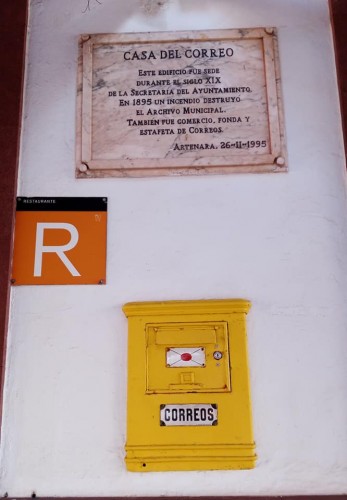 CASA DEL CORREO
ESTE EDIFICIO FUE SEDE
DURANTE EL SIGLO XIX
DE LA SECRETARÍA DEL AYUNTAMIENTO.
EN 1895 UN INCENDIO DESTRUYO
EL ARCHIVO MUNICIPAL.
TAMBIEN FUE COMERCIO, FONDA Y
ESTAFETA DE CORREOS.
ARTENARA, 26-11-1995
RESTAURANTE
R
CORREOS